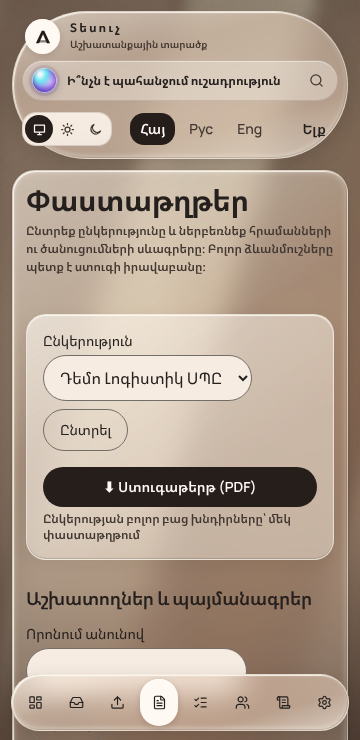 Տեսուչ
Աշխատանքային տարածք
Ի՞նչն է պահանջում ուշադրություն
Հայ Рус Eng Ելք
Փաստաթղթեր
Ընտրեք ընկերությունը և ներբեռնեք հրամանների
ու ծանուցումների սևագրերը։ Բոլոր ձևանմուշները
պետք է ստուգի իրավաբանը։
Ընկերություն
Դեմո Լոգիստիկ ՍՊԸ
Ընտրել
⬇ Ստուգաթերթ (PDF)
Ընկերության բոլոր բաց խնդիրները՝ մեկ
փաստաթղթում
Աշխատողներ և պայմանագրեր
Որոնում անունով